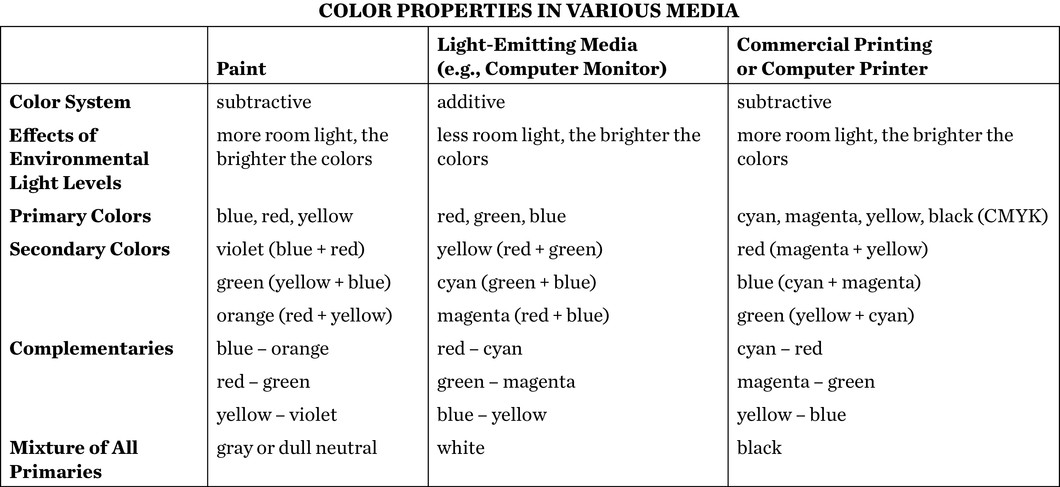 COLOR PROPERTIES IN VARIOUS MEDIA
Paint
Light-Emitting Media
(e.g., Computer Monitor)
Commercial Printing
or Computer Printer
Color System
subtractive
additive
subtractive
Effects of
Environmental
Light Levels
more room light, the
brighter the colors
less room light, the brighter the
colors
more room light, the brighter the
colors
Primary Colors
blue, red, yellow
red, green, blue
cyan, magenta, yellow, black (CMYK)
Secondary Colors
violet (blue + red)
yellow (red + green)
red (magenta + yellow)
green (yellow + blue)
cyan (green + blue)
blue (cyan + magenta)
orange (red + yellow)
magenta (red + blue)
green (yellow + cyan)
Complementaries
blue – orange
red – cyan
cyan – red
red – green
green – magenta
magenta – green
yellow – violet
blue – yellow
yellow – blue
Mixture of All
Primaries
gray or dull neutral
white
black